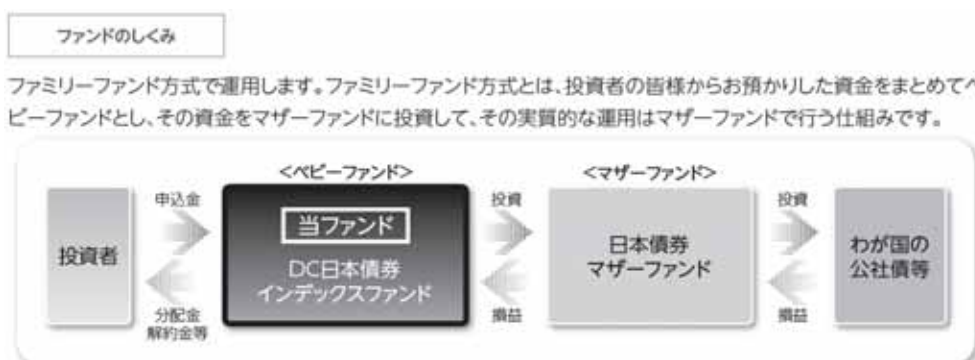 ファンドのしくみ
ファミリーファンド方式で運用します。ファミリーファンド方式とは、投資者の皆様からお預かりした資金をまとめてベ
ビーファンドとし、その資金をマザーファンドに投資して、その実質的な運用はマザーファンドで行う仕組みです。
<ベビーファンド>
<マザーファンド>
投資者
申込金
分配金
解約金等
当ファンド
DC日本債券
インデックスファンド
投資
損益
日本債券
マザーファンド
投資
損益
わが国の
公社債等